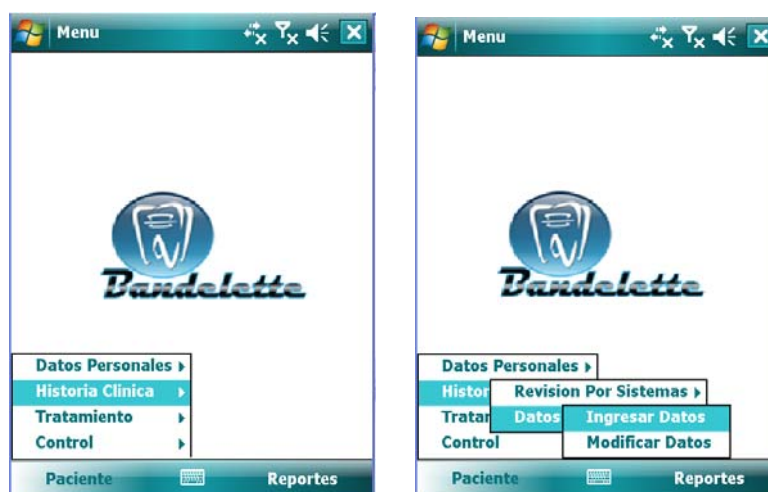 Menu
Bandelette
Datos Personales
Historia Clinica
Tratamiento
Control
Paciente
Reportes
Menu
Bandelette
Datos Personales
Histor
Revision Por Sistemas
Tratar
Datos
Ingresar Datos
Control
Modificar Datos
Paciente
Reportes